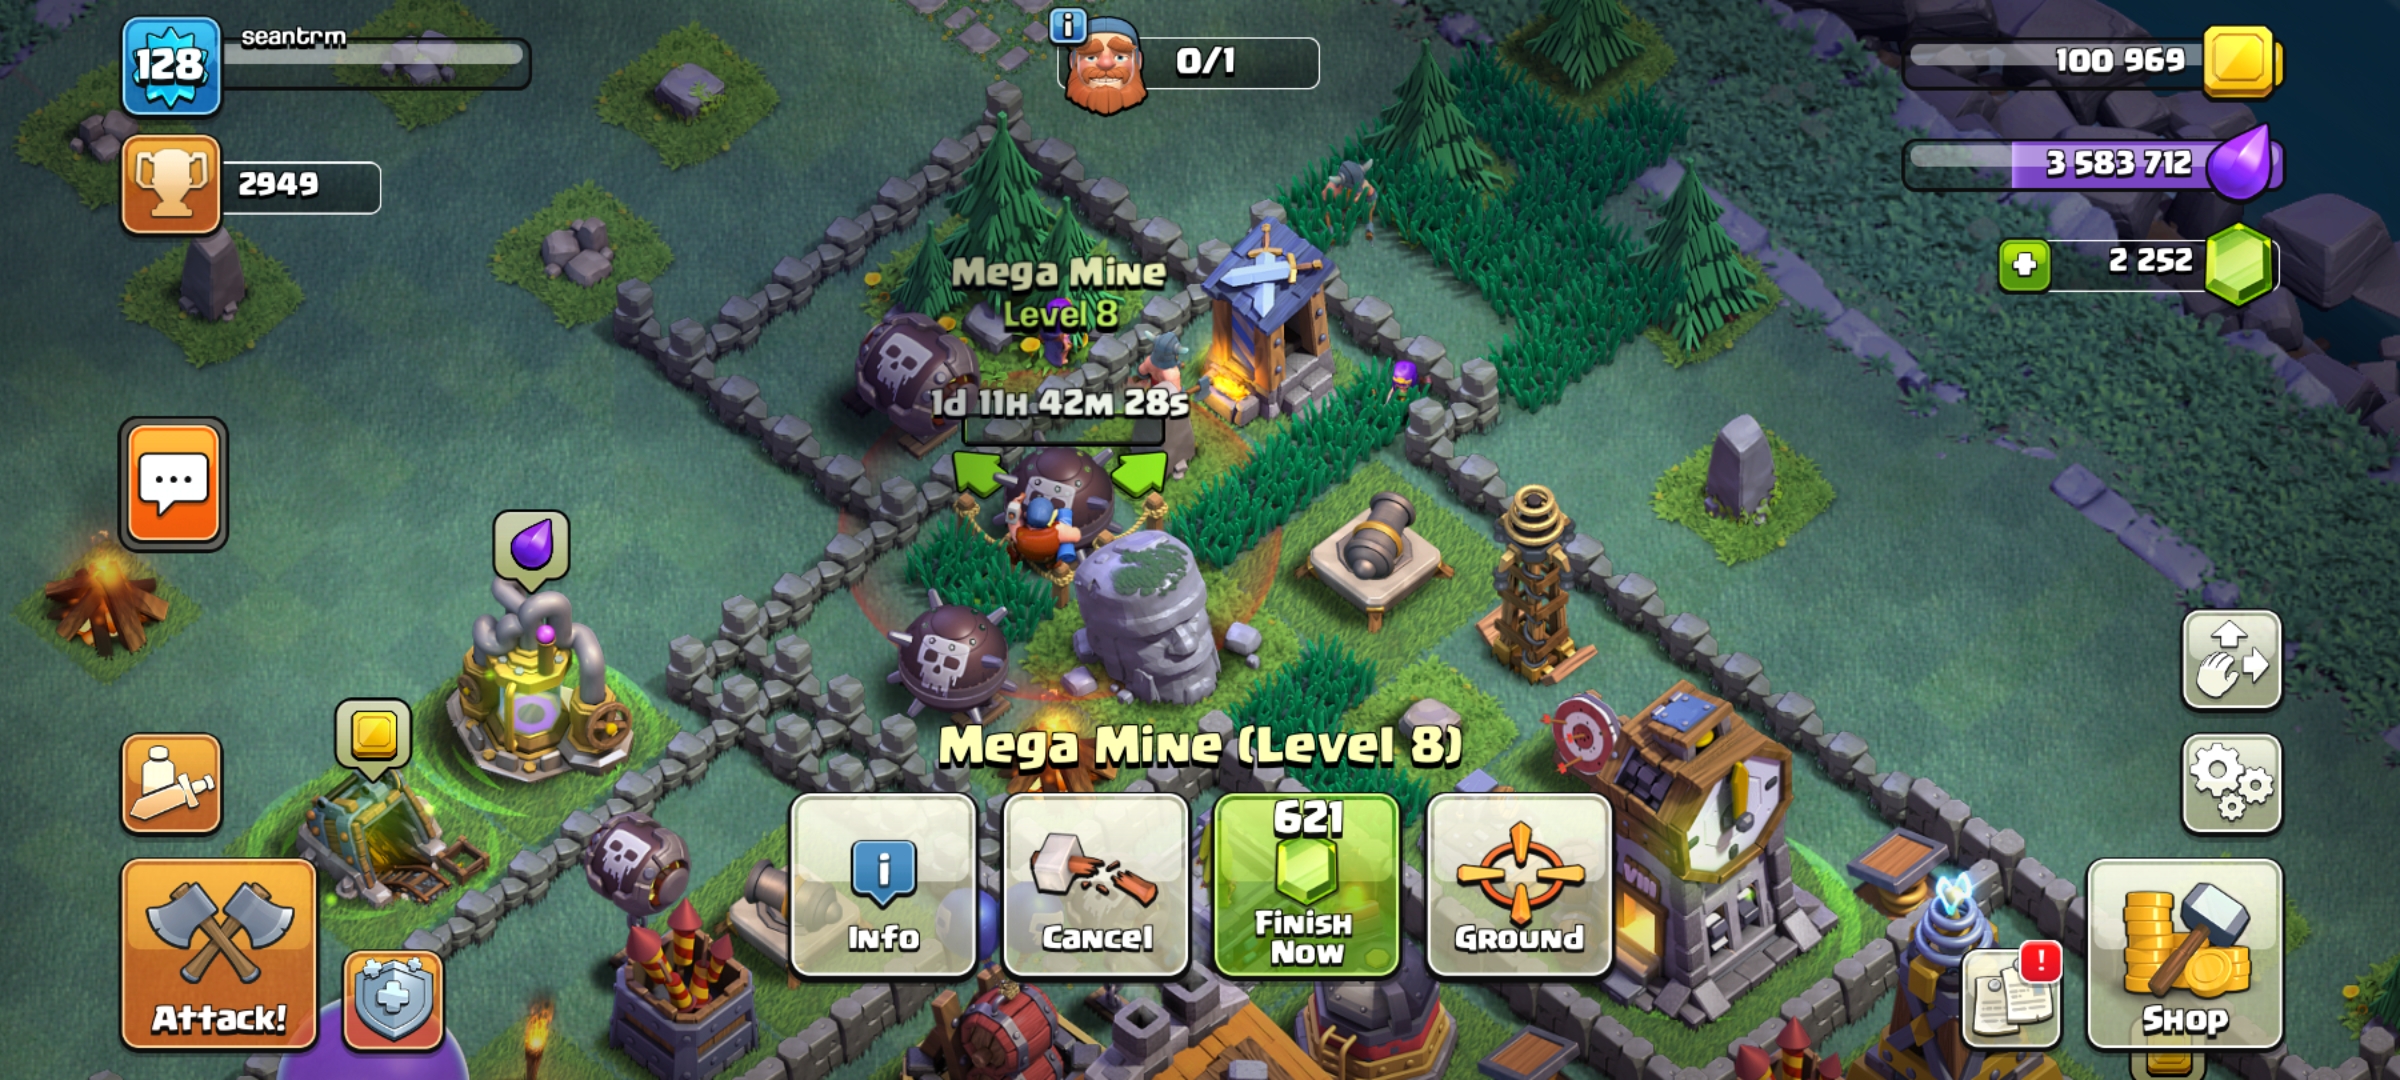 128
seantrm
0/1
100 969
2949
3 583 712
2 252
Mega Mine
Level 8
1d 11H 42M 28s
Mega Mine (Level 8)
Info
Cancel
621
Finish
Now
Ground
VIII
Attack!
!
Shop